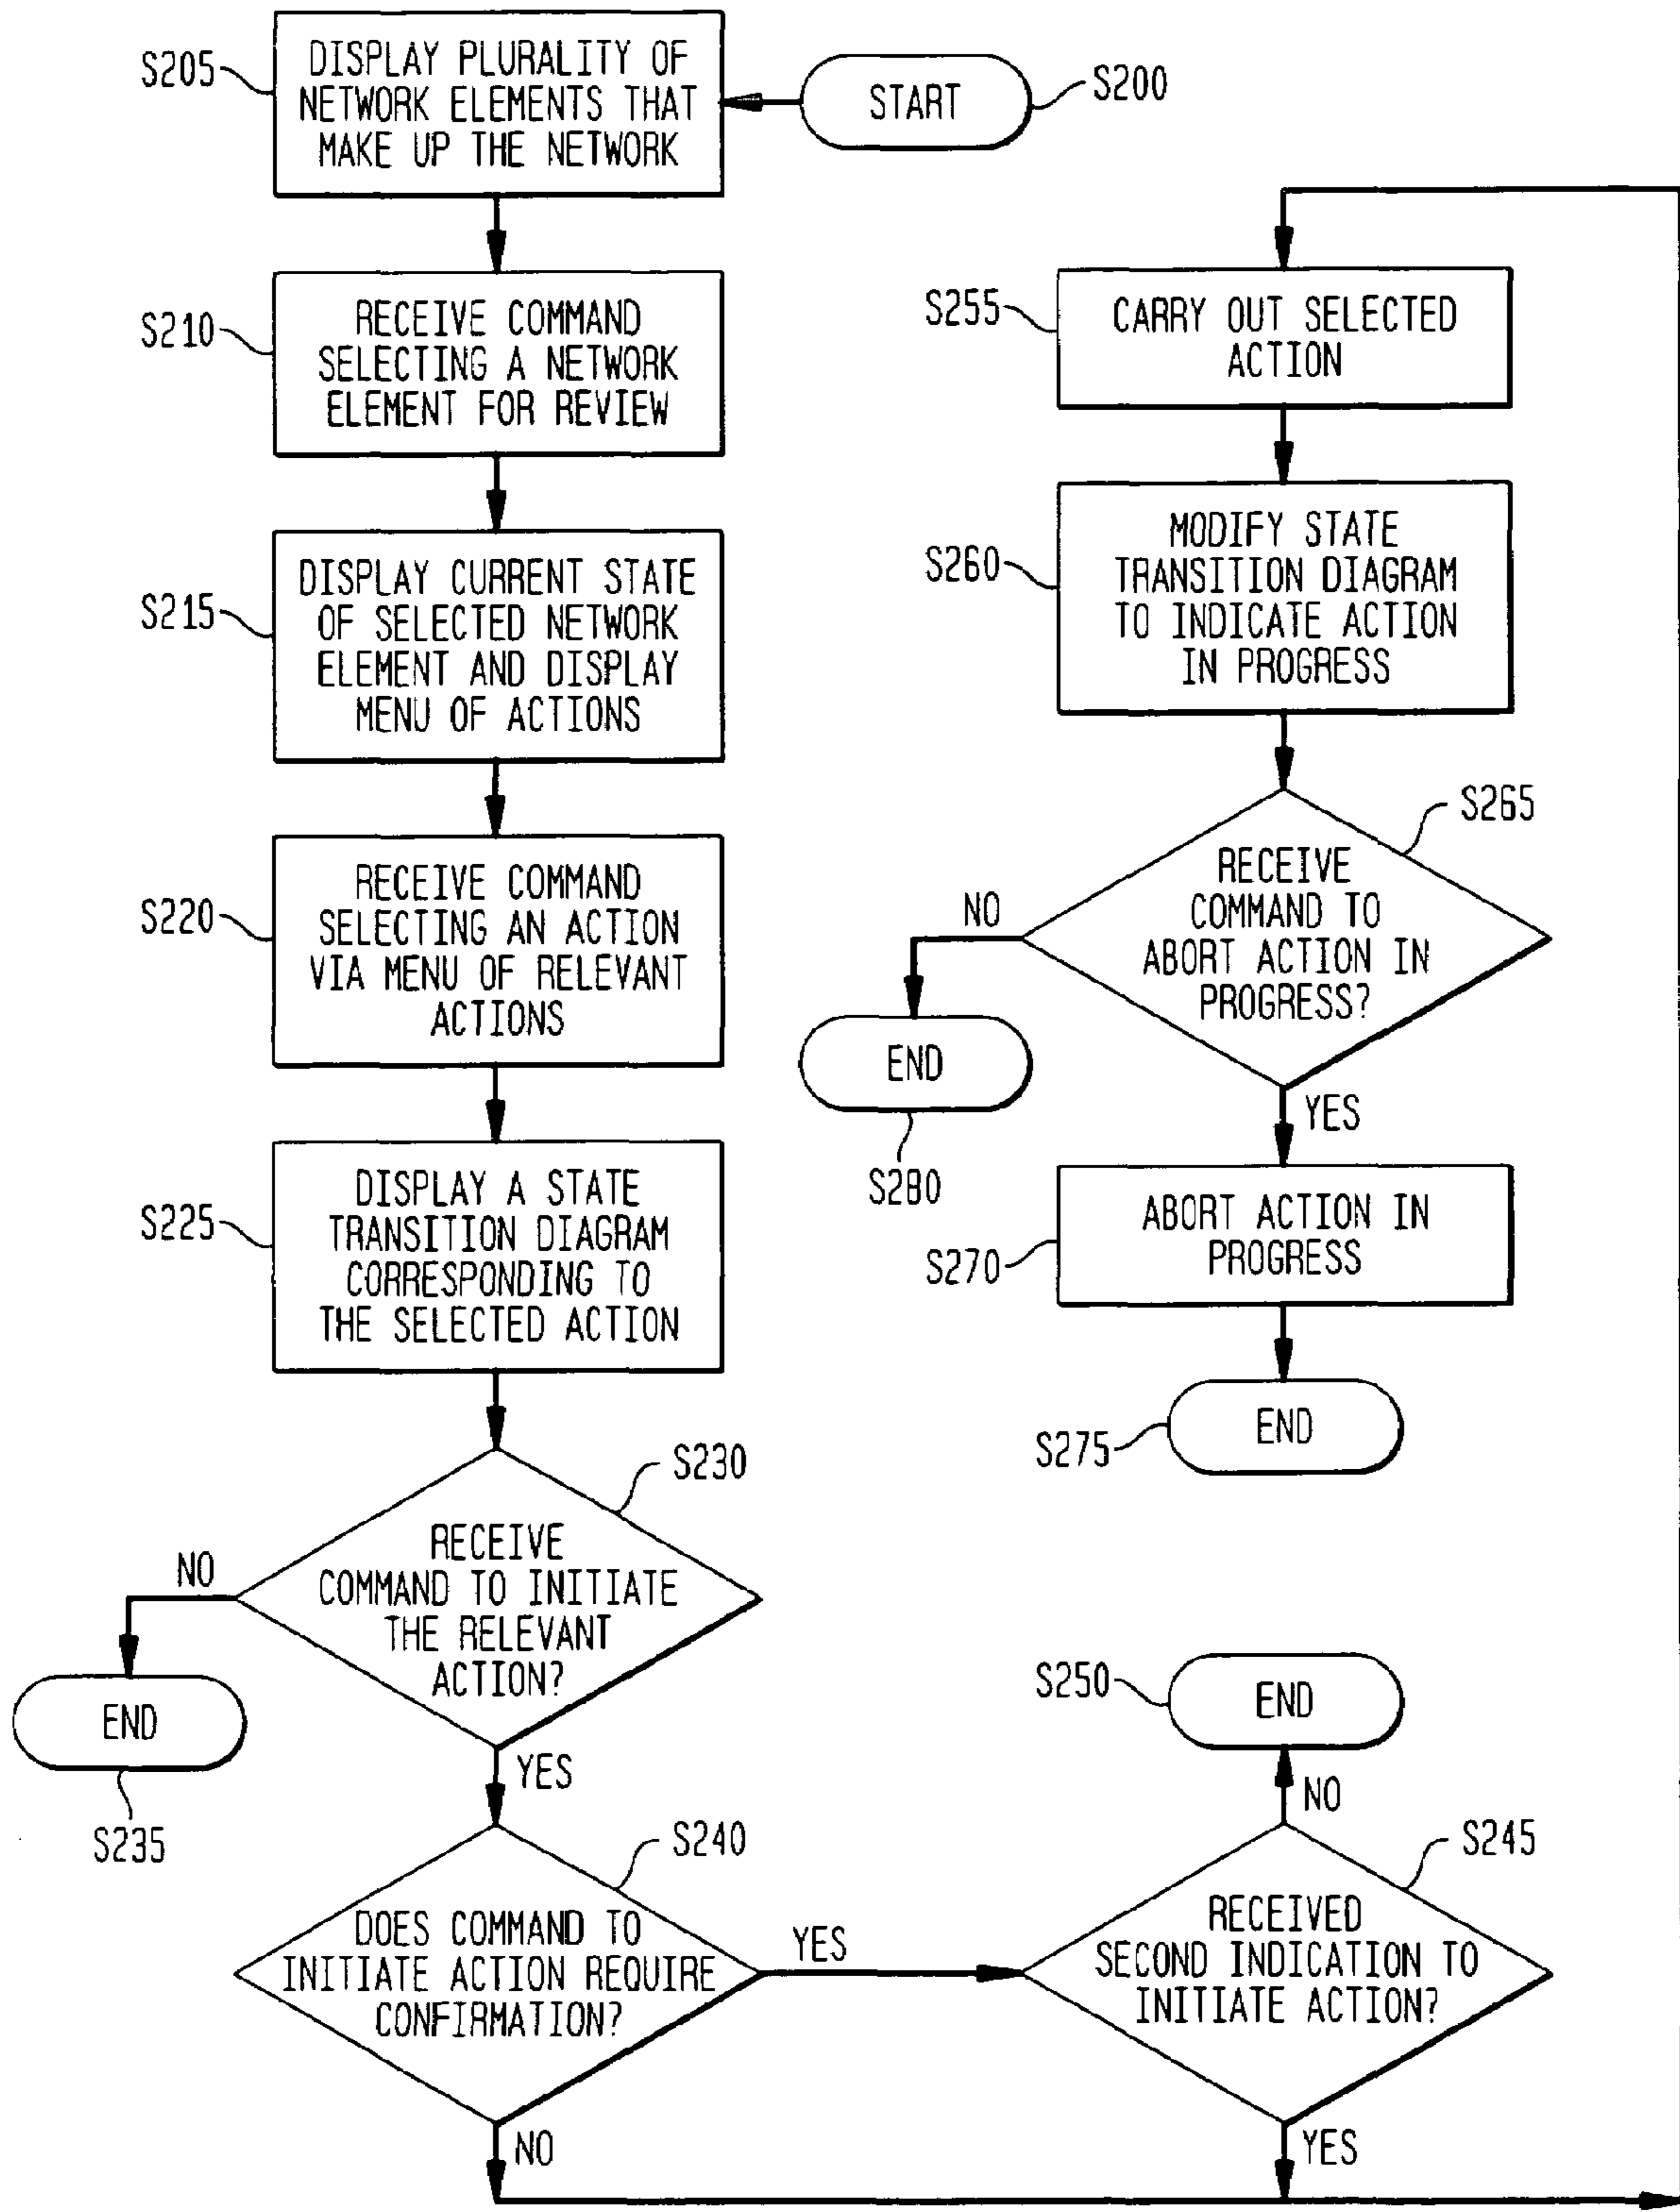 START
S200
S205
DISPLAY PLURALITY OF
NETWORK ELEMENTS THAT
MAKE UP THE NETWORK
S210
RECEIVE COMMAND
SELECTING A NETWORK
ELEMENT FOR REVIEW
S215
DISPLAY CURRENT STATE
OF SELECTED NETWORK
ELEMENT AND DISPLAY
MENU OF ACTIONS
S220
RECEIVE COMMAND
SELECTING AN ACTION
VIA MENU OF RELEVANT
ACTIONS
S225
DISPLAY A STATE
TRANSITION DIAGRAM
CORRESPONDING TO
THE SELECTED ACTION
S230
RECEIVE
COMMAND TO INITIATE
THE RELEVANT
ACTION?
NO
END
S235
YES
S240
DOES COMMAND TO
INITIATE ACTION REQUIRE
CONFIRMATION?
YES
NO
S245
RECEIVED
SECOND INDICATION TO
INITIATE ACTION?
NO
S250
END
YES
S255
CARRY OUT SELECTED
ACTION
S260
MODIFY STATE
TRANSITION DIAGRAM
TO INDICATE ACTION
IN PROGRESS
S265
RECEIVE
COMMAND TO
ABORT ACTION IN
PROGRESS?
NO
END
S280
YES
S270
ABORT ACTION IN
PROGRESS
S275
END